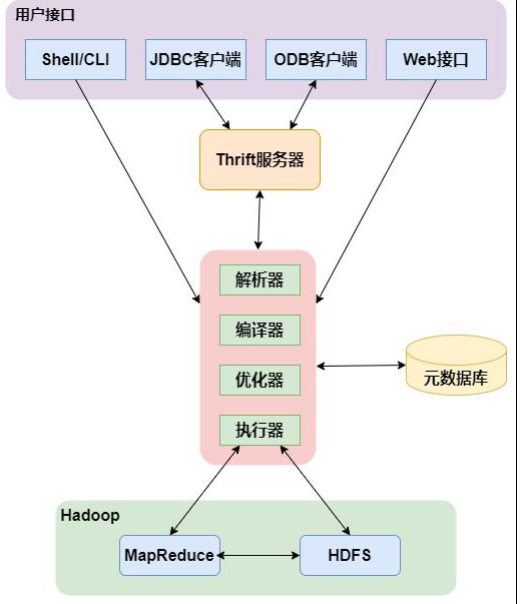 用户接口
Shell/CLI
JDBC客户端
ODB客户端
Web接口
Thrift服务器
解析器
编译器
优化器
执行器
元数据库
Hadoop
MapReduce
HDFS